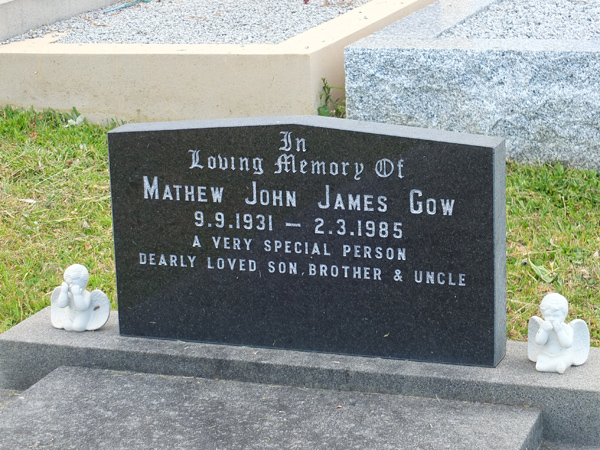 In
Loving Memory Of
MATHEW JOHN JAMES GOW
9.9.1931 — 2.3.1985
A VERY SPECIAL PERSON
DEARLY LOVED, SON, BROTHER & UNCLE